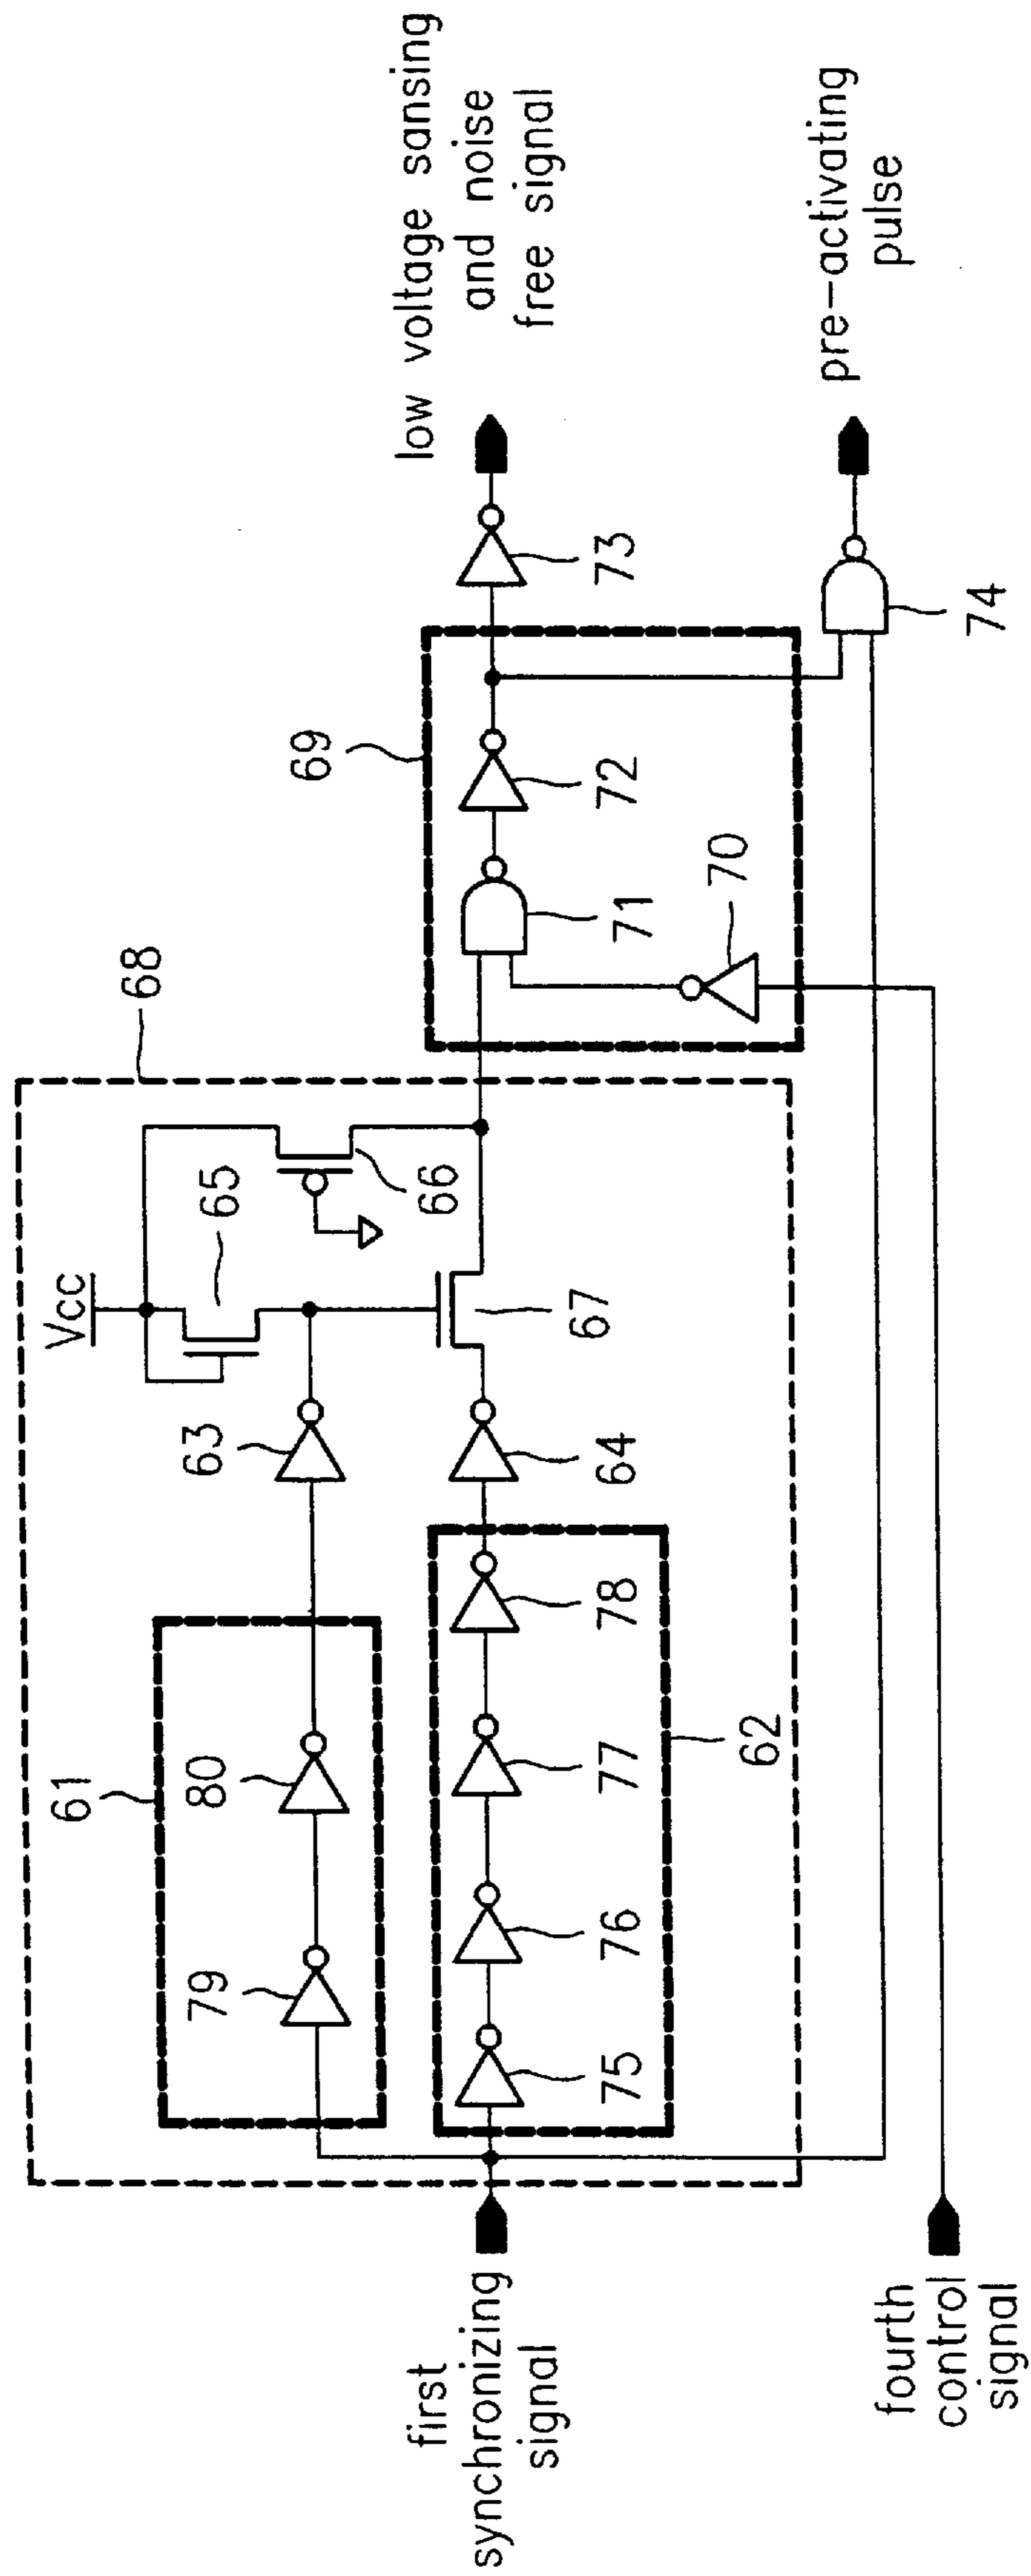 low voltage sansing
and noise
free signal
pre-activating
pulse
68
69
73
74
72
71
70
Vcc
65
66
67
63
64
61
80
79
78
77
76
75
62
first
synchronizing
signal
fourth
control
signal